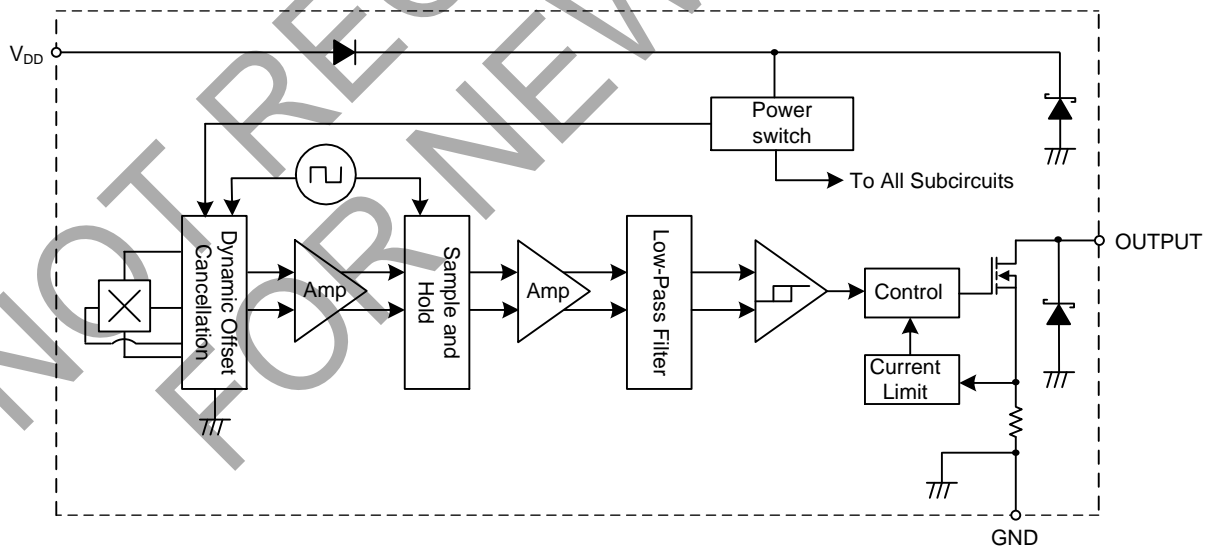 NOT RE
FOR NEW
VDD
Power
switch
To All Subcircuits
Dynamic Offset
Cancellation
Amp
Sample and
Hold
Amp
Low-Pass Filter
Control
Current
Limit
OUTPUT
GND